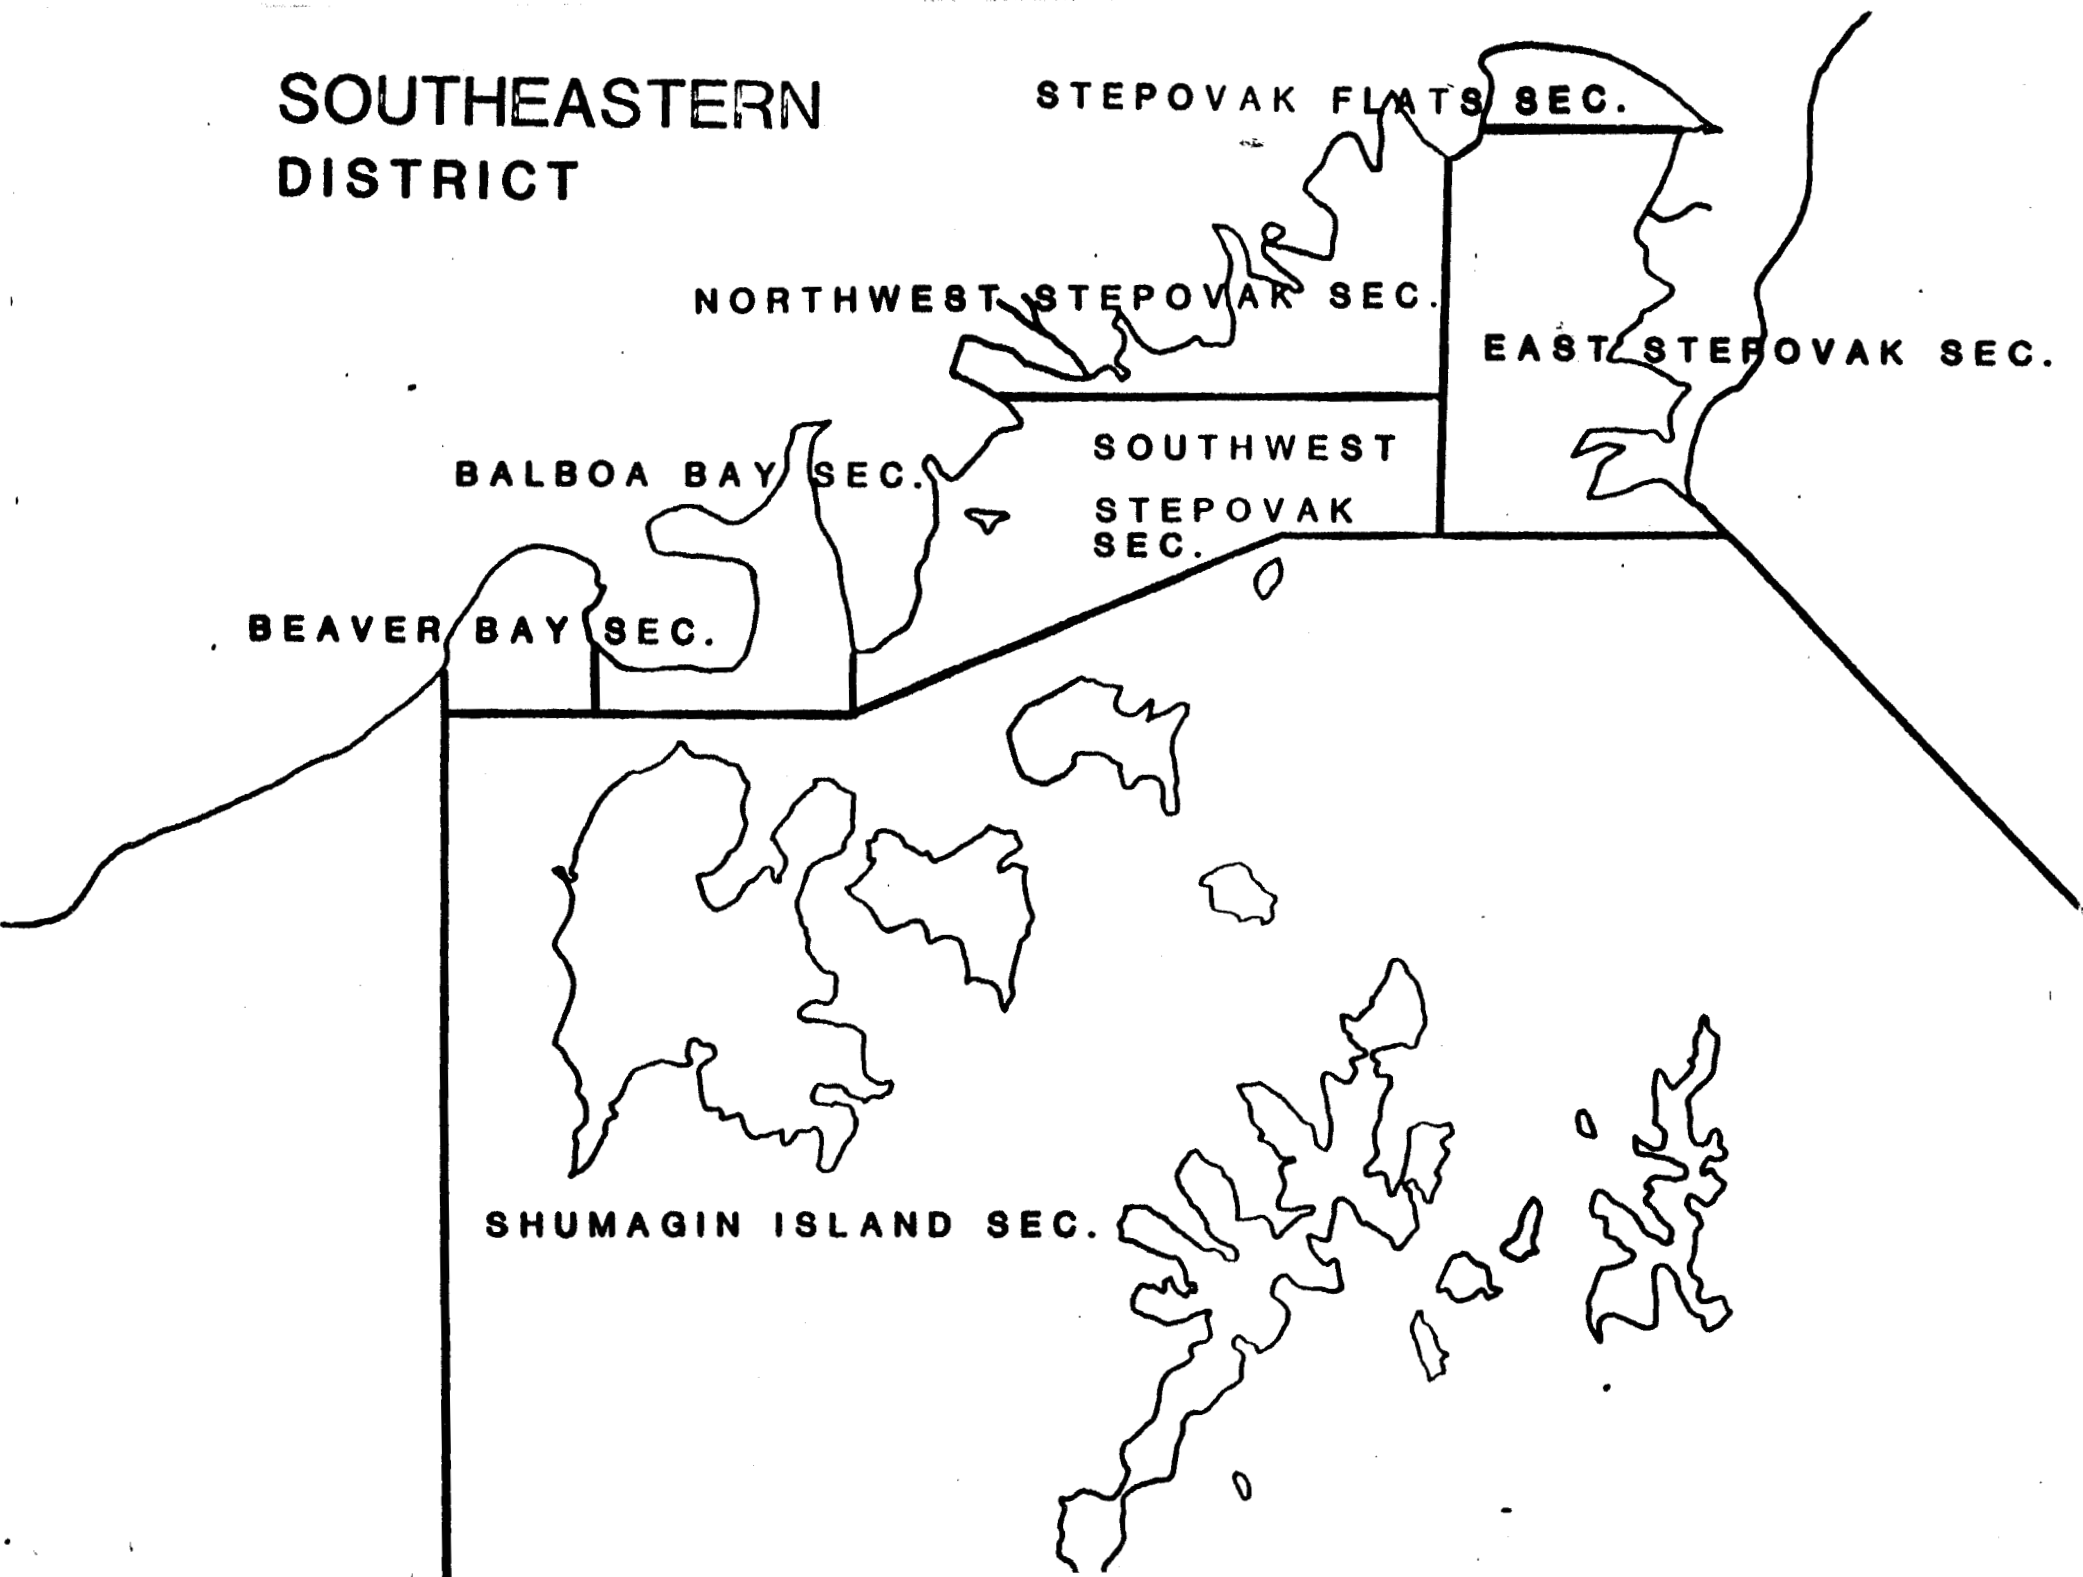 SOUTHEASTERN
DISTRICT
STEPOVAK FLATS SEC.
NORTHWEST STEPOVAK SEC.
EAST STEPOVAK SEC.
SOUTHWEST
STEPOVAK
SEC.
BALBOA BAY SEC.
BEAVER BAY SEC.
SHUMAGIN ISLAND SEC.